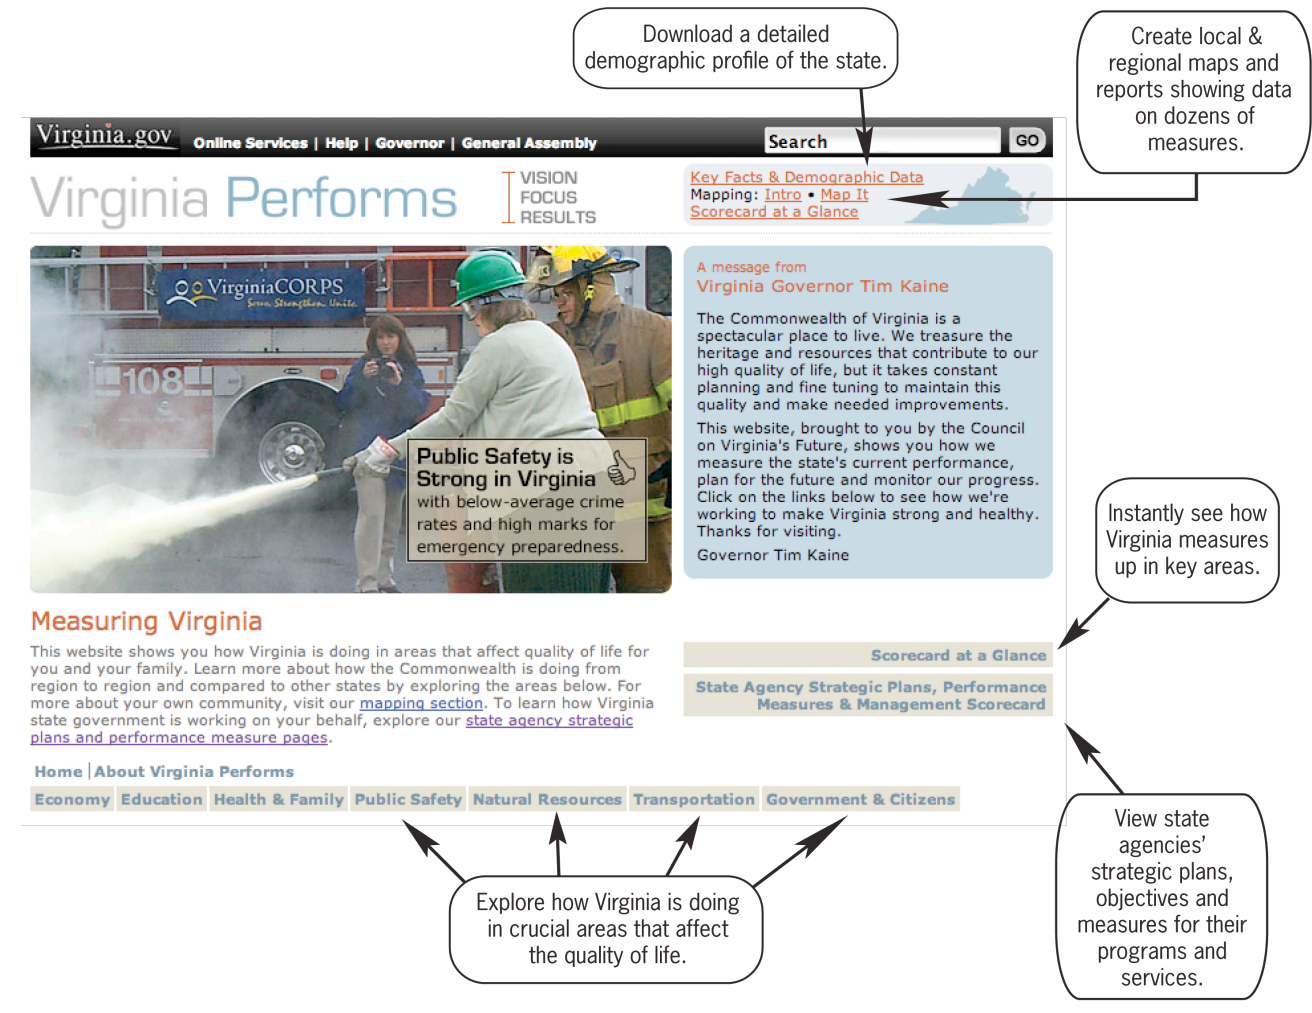 Download a detailed
demographic profile of the state.
Create local &
regional maps and
reports showing data
on dozens of
measures.
Virginia.gov
Online Services | Help | Governor | General Assembly
Search
GO
Virginia Performs
VISION
FOCUS
RESULTS
Key Facts & Demographic Data
Mapping: Intro • Map It
Scorecard at a Glance
VirginiaCORPS
Serve. Strengthen. Unite.
108
Public Safety is
Strong in Virginia
with below-average crime
rates and high marks for
emergency preparedness.
A message from
Virginia Governor Tim Kaine
The Commonwealth of Virginia is a
spectacular place to live. We treasure the
heritage and resources that contribute to our
high quality of life, but it takes constant
planning and fine tuning to maintain this
quality and make needed improvements.
This website, brought to you by the Council
on Virginia's Future, shows you how we
measure the state's current performance,
plan for the future and monitor our progress.
Click on the links below to see how we're
working to make Virginia strong and healthy.
Thanks for visiting.
Governor Tim Kaine
Instantly see how
Virginia measures
up in key areas.
Measuring Virginia
This website shows you how Virginia is doing in areas that affect quality of life for
you and your family. Learn more about how the Commonwealth is doing from
region to region and compared to other states by exploring the areas below. For
more about your own community, visit our mapping section. To learn how Virginia
state government is working on your behalf, explore our state agency strategic
plans and performance measure pages.
Scorecard at a Glance
State Agency Strategic Plans, Performance
Measures & Management Scorecard
Home | About Virginia Performs
Economy Education Health & Family Public Safety Natural Resources Transportation Government & Citizens
Explore how Virginia is doing
in crucial areas that affect
the quality of life.
View state
agencies’
strategic plans,
objectives and
measures for their
programs and
services.